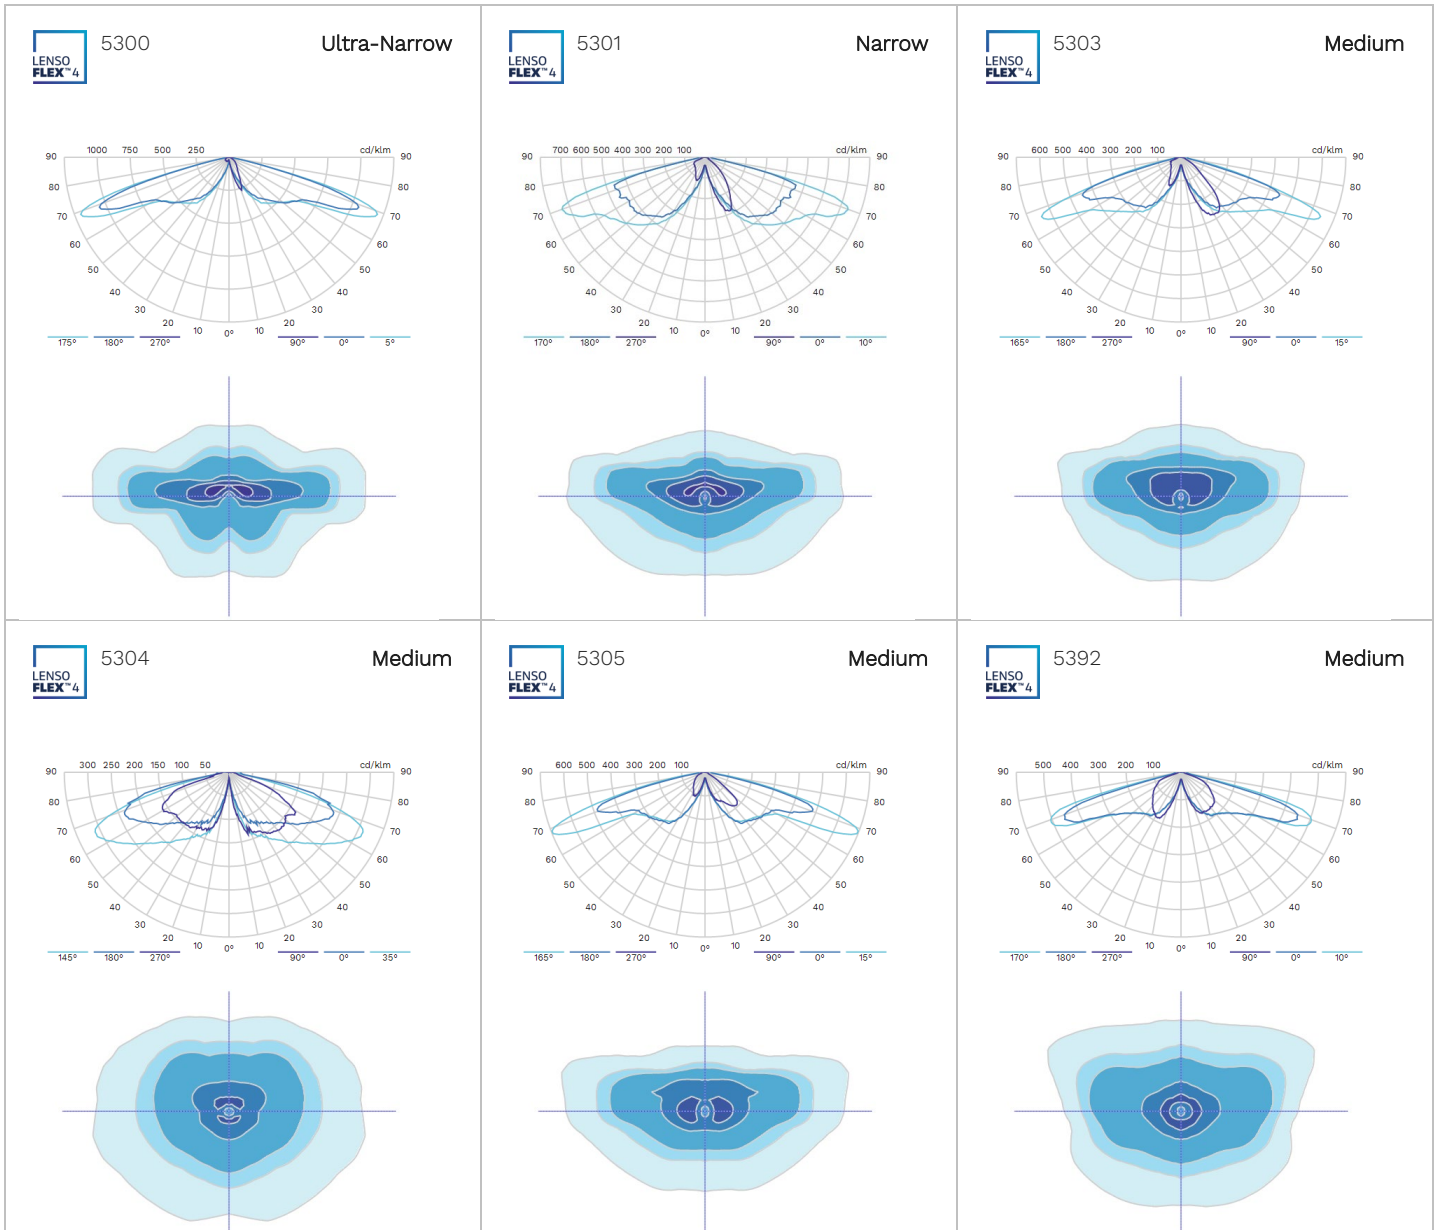 5300 Ultra-Narrow
LENSO
FLEX™4
1000 750 500 250 cd/klm
90 90
80 80
70 70
60 60
50 50
40 40
30 30
20 10 0° 10 20
175° 180° 270° 90° 0° 5°
5301 Narrow
LENSO
FLEX™4
700 600 500 400 300 200 100 cd/klm
90 90
80 80
70 70
60 60
50 50
40 40
30 30
20 10 0° 10 20
170° 180° 270° 90° 0° 10°
5303 Medium
LENSO
FLEX™4
600 500 400 300 200 100 cd/klm
90 90
80 80
70 70
60 60
50 50
40 40
30 30
20 10 0° 10 20
165° 180° 270° 90° 0° 15°
5304 Medium
LENSO
FLEX™4
300 250 200 150 100 50 cd/klm
90 90
80 80
70 70
60 60
50 50
40 40
30 30
20 10 0° 10 20
145° 180° 270° 90° 0° 35°
5305 Medium
LENSO
FLEX™4
600 500 400 300 200 100 cd/klm
90 90
80 80
70 70
60 60
50 50
40 40
30 30
20 10 0° 10 20
165° 180° 270° 90° 0° 15°
5392 Medium
LENSO
FLEX™4
500 400 300 200 100 cd/klm
90 90
80 80
70 70
60 60
50 50
40 40
30 30
20 10 0° 10 20
170° 180° 270° 90° 0° 10°